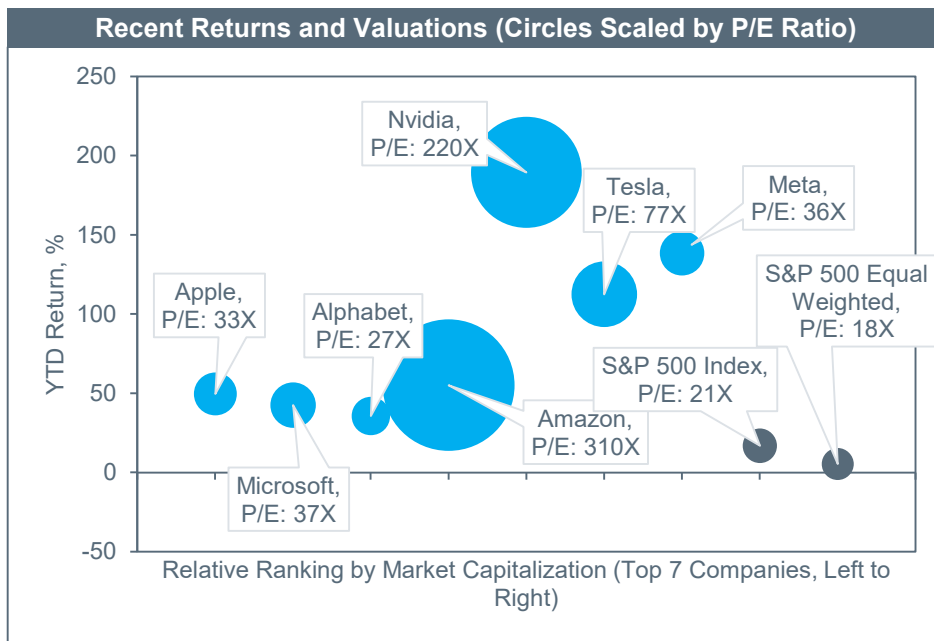 Recent Returns and Valuations (Circles Scaled by P/E Ratio)
YTD Return, %
250
200
150
100
50
0
-50
Nvidia,
P/E: 220X
Tesla,
P/E: 77X
Meta,
P/E: 36X
Apple,
P/E: 33X
Alphabet,
P/E: 27X
S&P 500 Equal
Weighted,
P/E: 18X
S&P 500 Index,
P/E: 21X
Amazon,
P/E: 310X
Microsoft,
P/E: 37X
Relative Ranking by Market Capitalization (Top 7 Companies, Left to
Right)